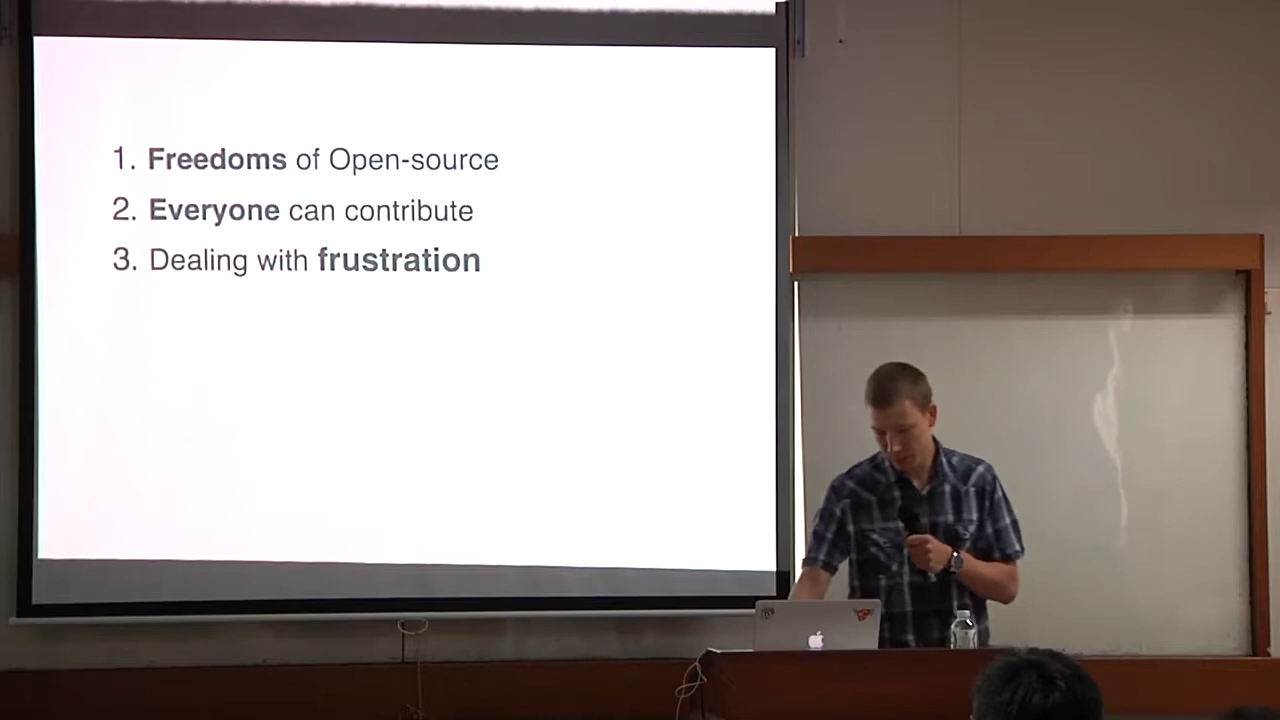 1. Freedoms of Open-source
2. Everyone can contribute
3. Dealing with frustration